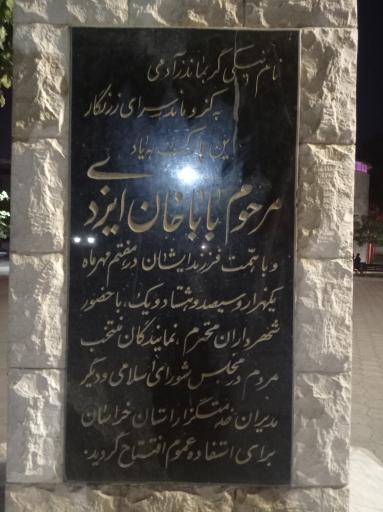 نام نیکی گر بماند ز آدمی
به کز و ماند سرای زرنگار
این پارک به یاد
مرحوم باباخان ایزدی
و با همت فرزندایشان در هفتم مهرماه
یکهزار و سیصد و هشتاد و یک، با حضور
شهرداران محترم، نمایندگان منتخب
مردم در مجلس شورای اسلامی و دیگر
مدیران خدمتگزار استان خراسان
برای استفاده عموم افتتاح گردید.